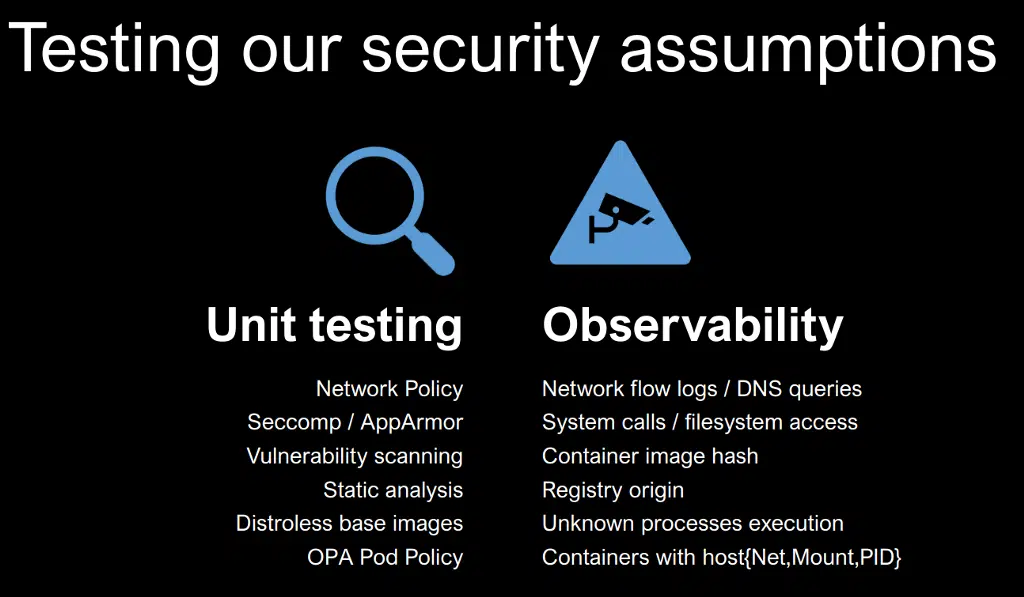 Testing our security assumptions
Unit testing
Network Policy
Seccomp / AppArmor
Vulnerability scanning
Static analysis
Distroless base images
OPA Pod Policy
Observability
Network flow logs / DNS queries
System calls / filesystem access
Container image hash
Registry origin
Unknown processes execution
Containers with host{Net,Mount,PID}